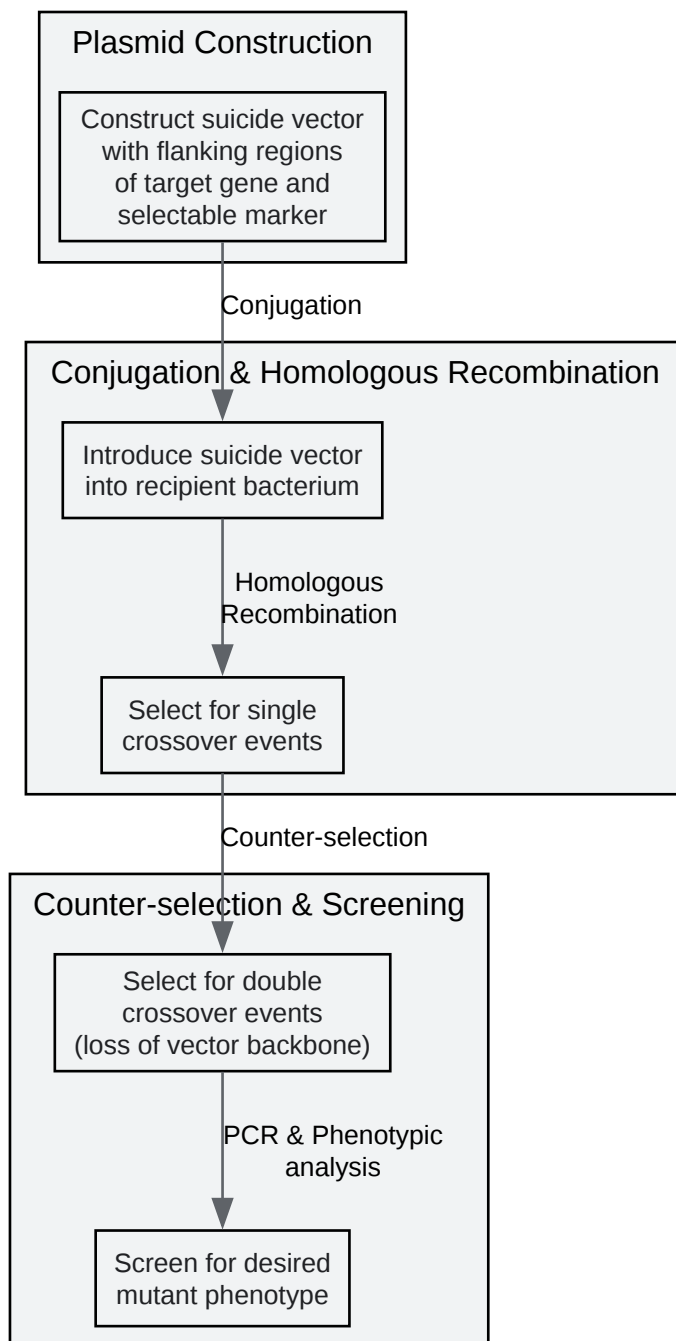 Plasmid Construction
Construct suicide vector
with flanking regions
of target gene and
selectable marker
Conjugation
Conjugation & Homologous Recombination
Introduce suicide vector
into recipient bacterium
Homologous
Recombination
Select for single
crossover events
Counter-selection
Counter-selection & Screening
Select for double
crossover events
(loss of vector backbone)
PCR & Phenotypic
analysis
Screen for desired
mutant phenotype